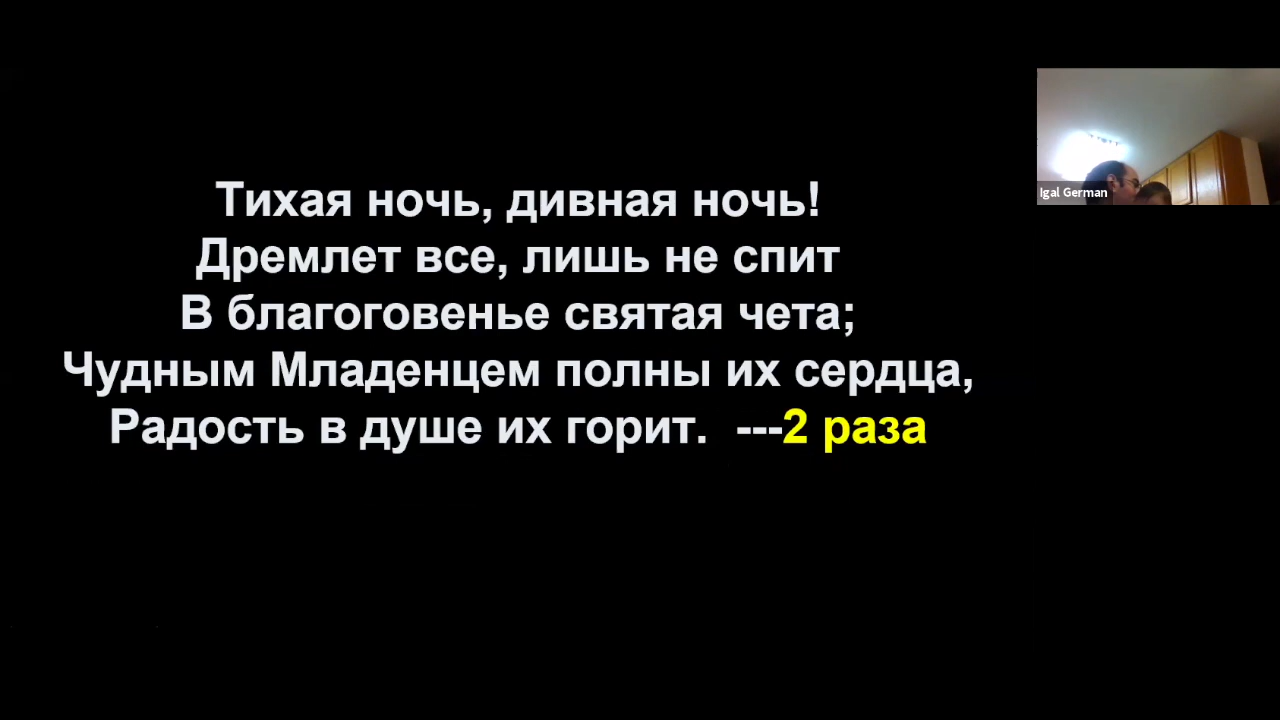 Тихая ночь, дивная ночь!
Дремлет все, лишь не спит
В благоговенье святая чета;
Чудным Младенцем полны их сердца,
Радость в душе их горит. ---2 раза
Igal German